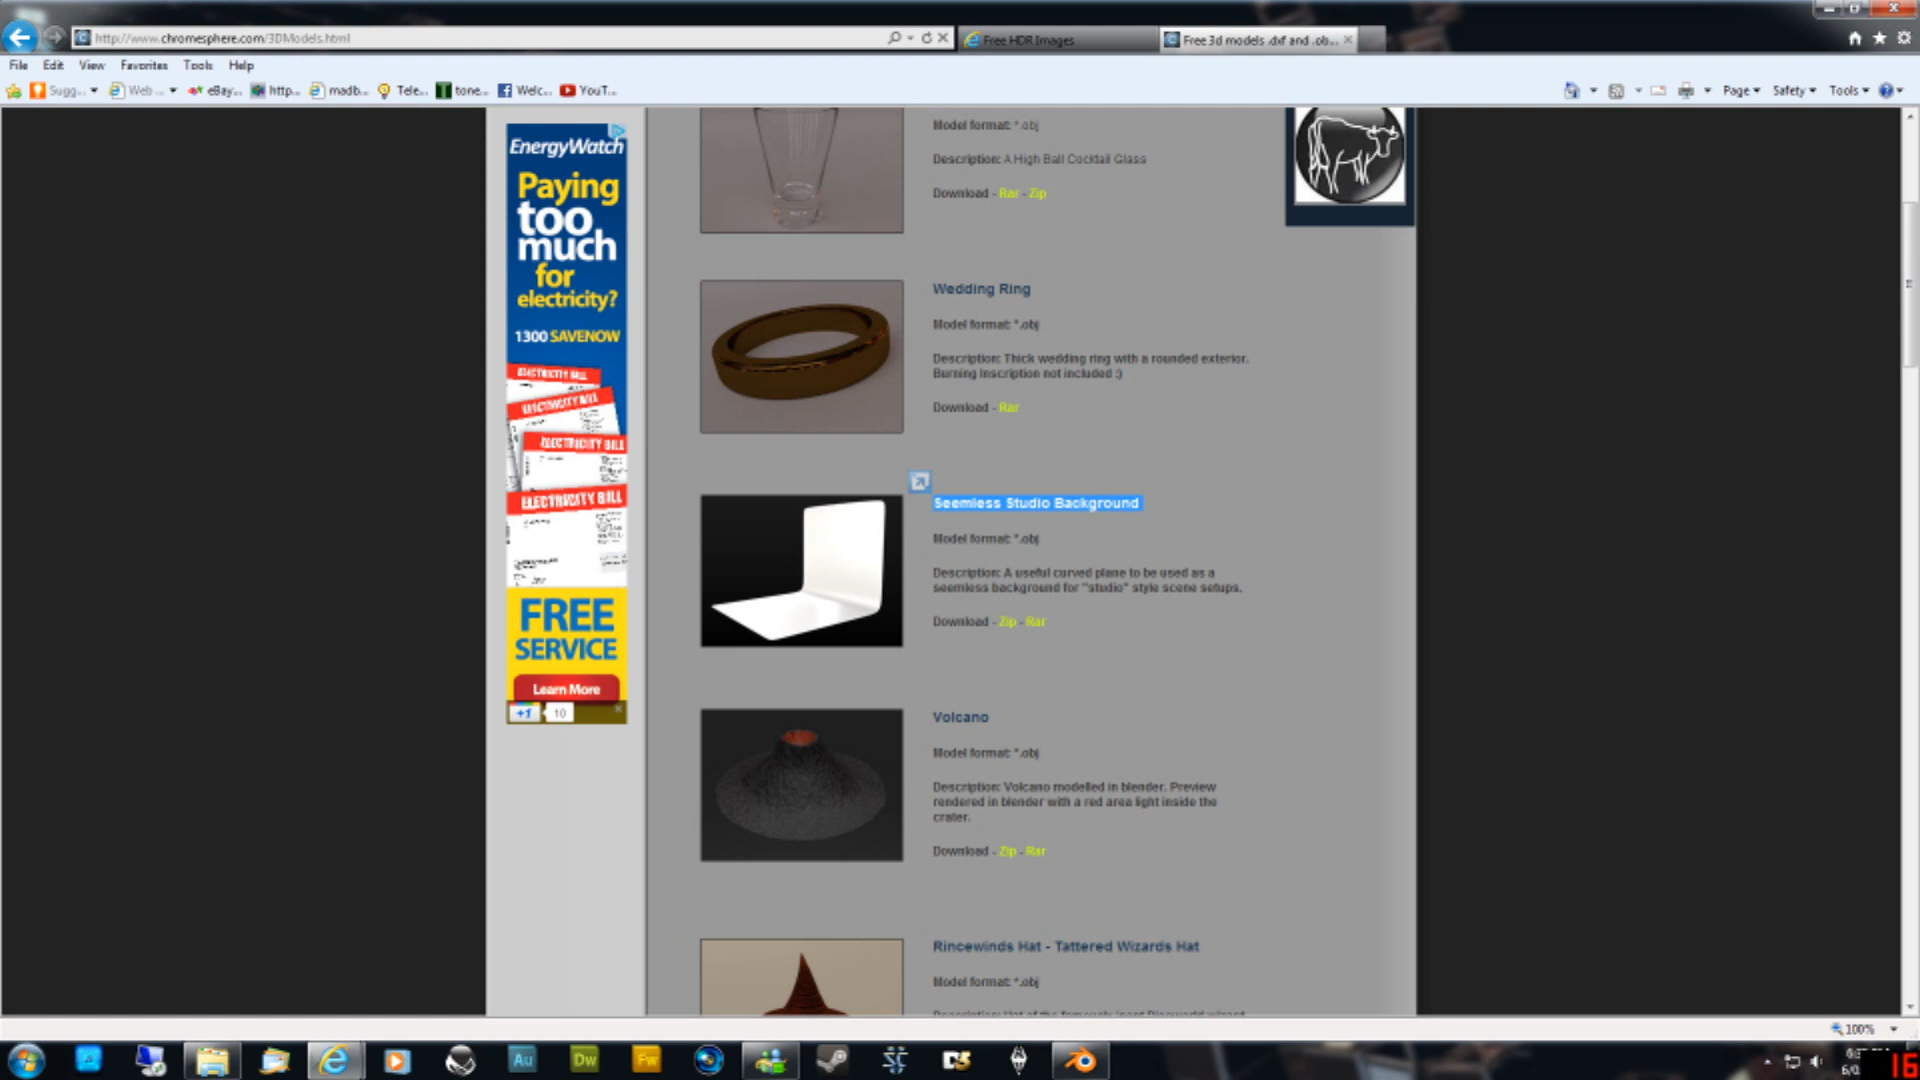 http://www.chromesphere.com/3DModels.html
Free HDR Images
Free 3d models .dxf and .ob...
File Edit View Favorites Tools Help
Sugg... Web ... eBay... http... madb... Tele... tone... Welc... YouT...
Page Safety Tools
EnergyWatch
Paying
too
much
for
electricity?
1300 SAVENOW
ELECTRICITY BILL
ELECTRICITY BILL
ELECTRICITY BILL
ELECTRICITY BILL
FREE
SERVICE
Learn More
+1 10
Model format: *.obj
Description: A High Ball Cocktail Glass
Download - Rar - Zip
Wedding Ring
Model format: *.obj
Description: Thick wedding ring with a rounded exterior.
Burning Inscription not included :)
Download - Rar
Seemless Studio Background
Model format: *.obj
Description: A useful curved plane to be used as a
seemless background for "studio" style scene setups.
Download - Zip - Rar
Volcano
Model format: *.obj
Description: Volcano modelled in blender. Preview
rendered in blender with a red area light inside the
crater.
Download - Zip - Rar
Rincewinds Hat - Tattered Wizards Hat
Model format: *.obj
100%
Au Dw Fw
16